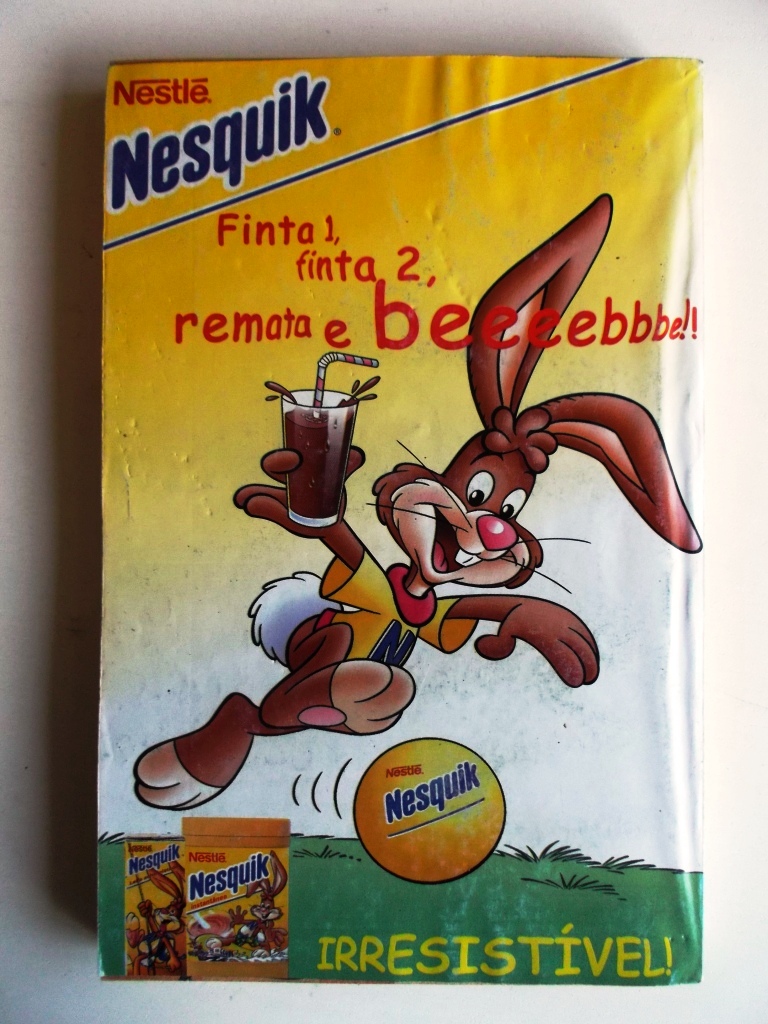 Nestlé
Nesquik®
Finta 1,
finta 2,
remata e beeeebbbe!!
N
Nestlé
Nesquik
Nesquik
Nestlé
Nesquik
IRRESISTÍVEL!